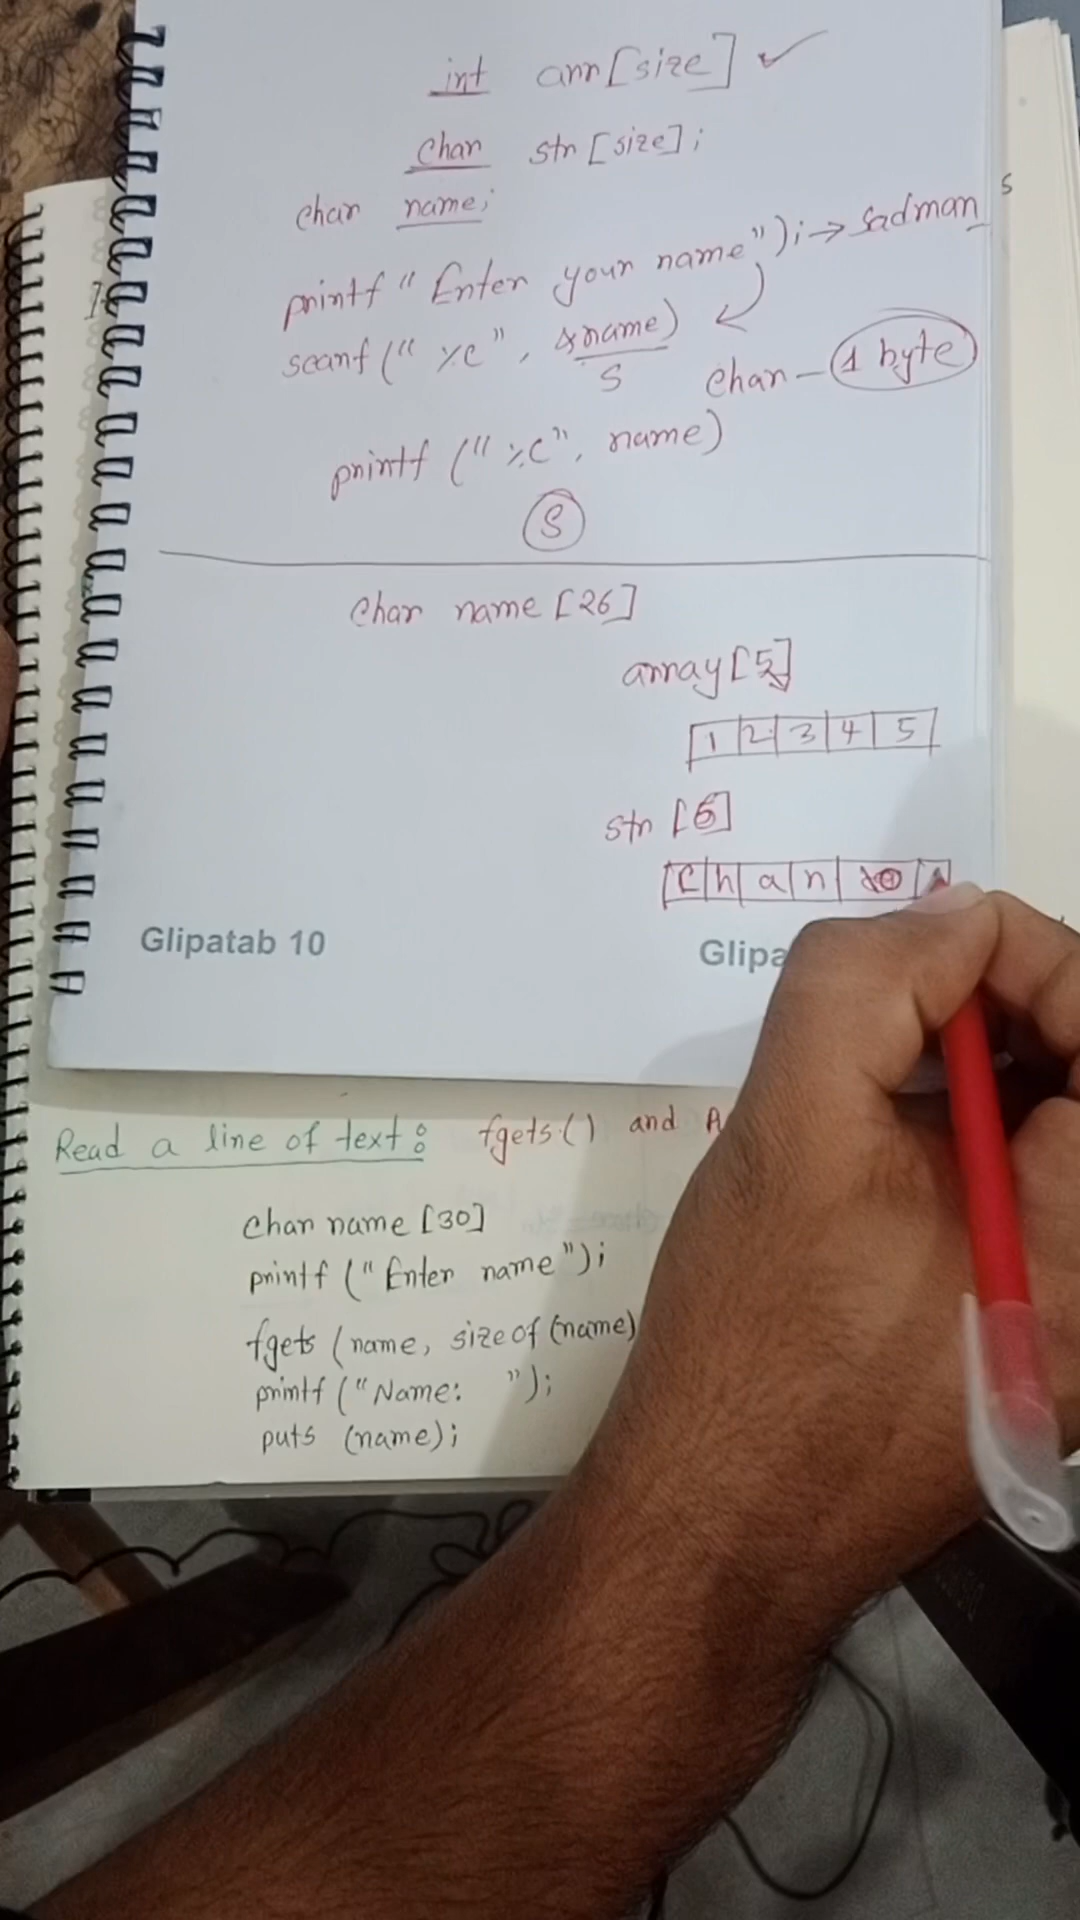 int arr [size] ✓
char str [size];
char name;
printf " Enter your name"); → Sadman s
scanf (" %c ", &name)
S char - 1 byte
printf (" %c", name)
S
char name [26]
array [5]
1 2 3 4 5
str [6]
C h a r
Glipatab 10 Glipa
Read a line of text: fgets() and
char name [30]
printf (" Enter name");
fgets (name, sizeof (name)
printf ("Name: ");
puts (name);